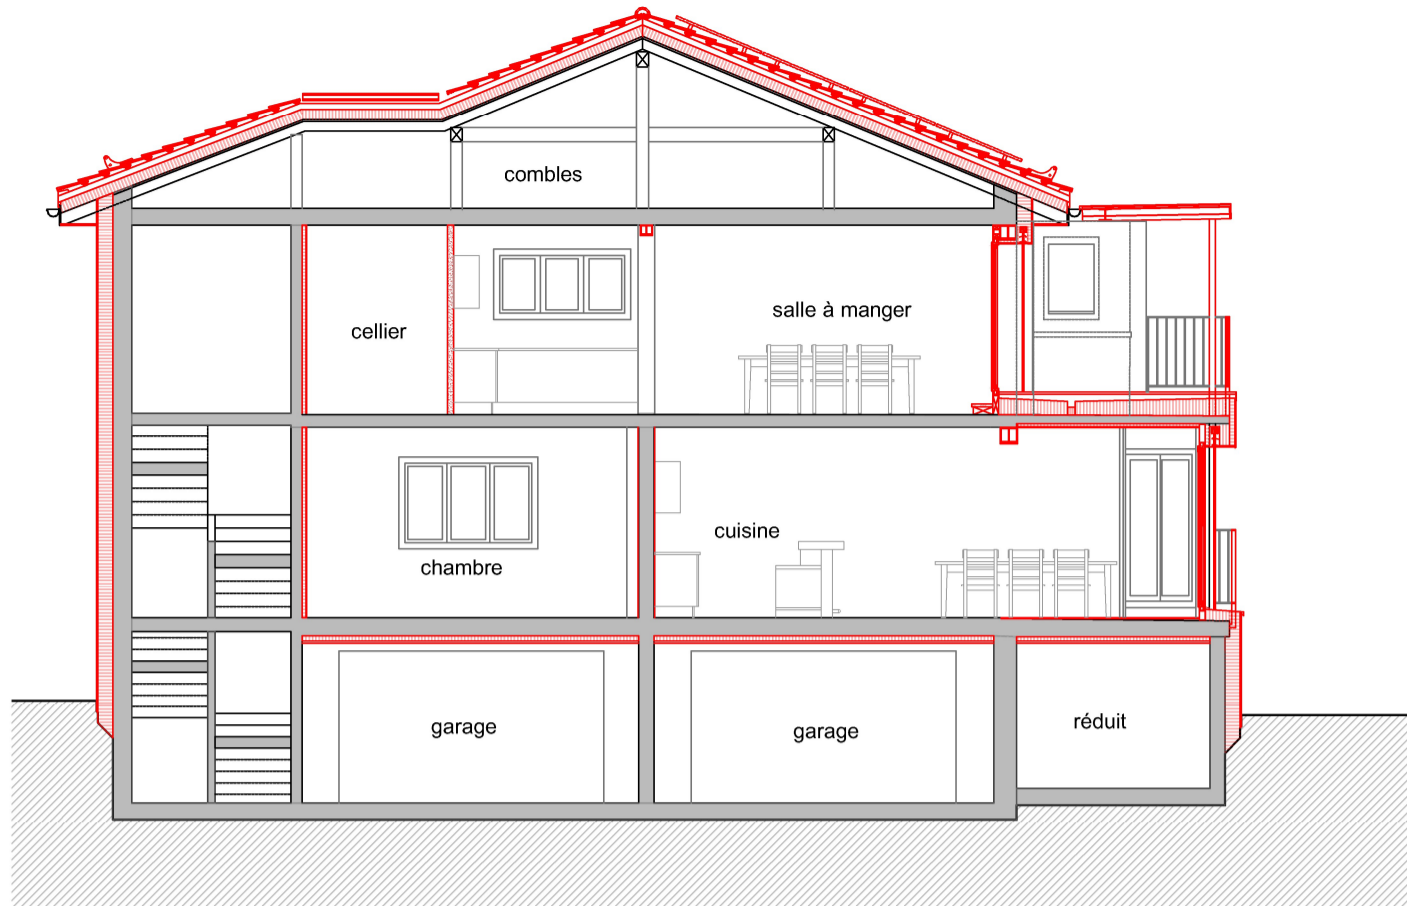 combles
salle à manger
cellier
cuisine
chambre
garage
garage
réduit